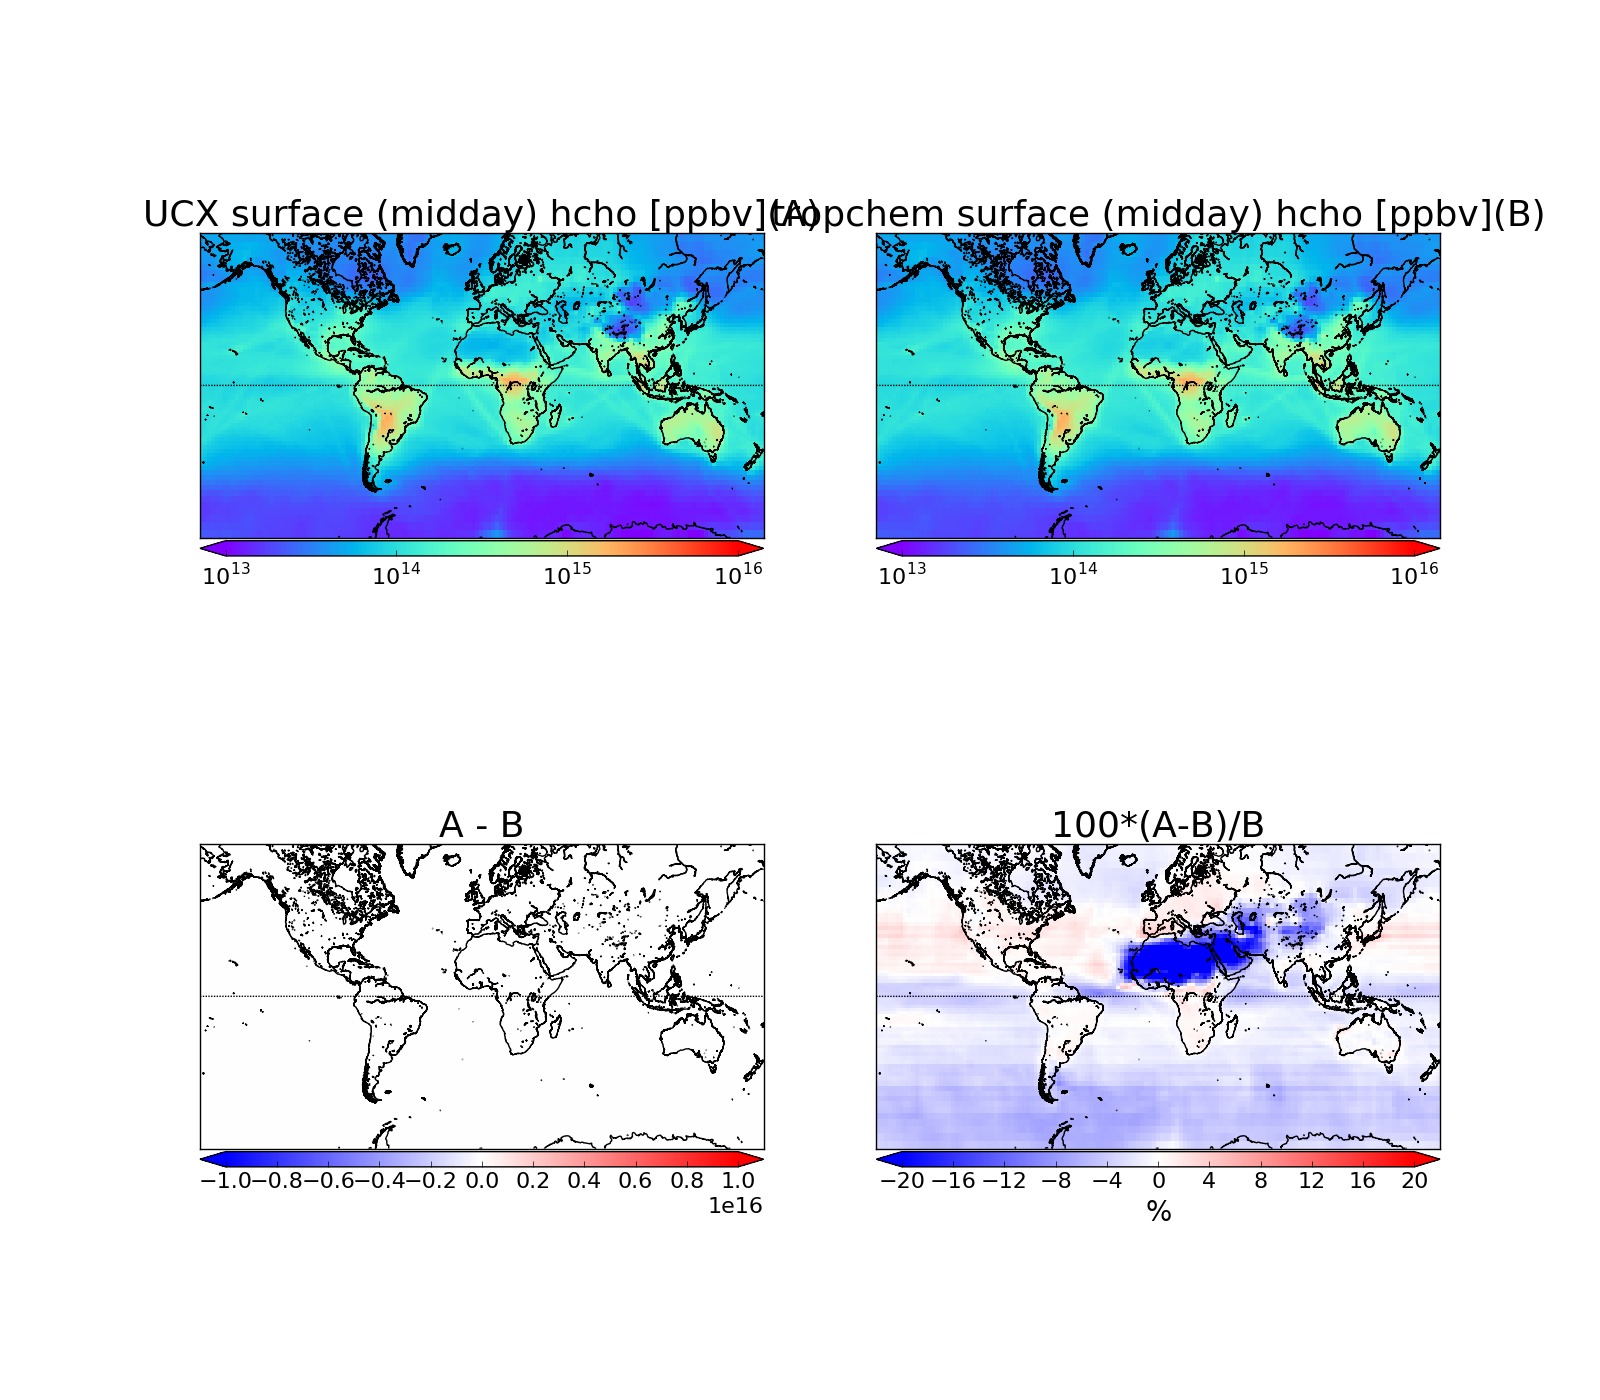 UCX surface (midday) hcho [ppbv](A)
tropchem surface (midday) hcho [ppbv](B)
10^13 10^14 10^15 10^16
10^13 10^14 10^15 10^16
A - B
100*(A-B)/B
−1.0 −0.8 −0.6 −0.4 −0.2 0.0 0.2 0.4 0.6 0.8 1.0
1e16
−20 −16 −12 −8 −4 0 4 8 12 16 20
%